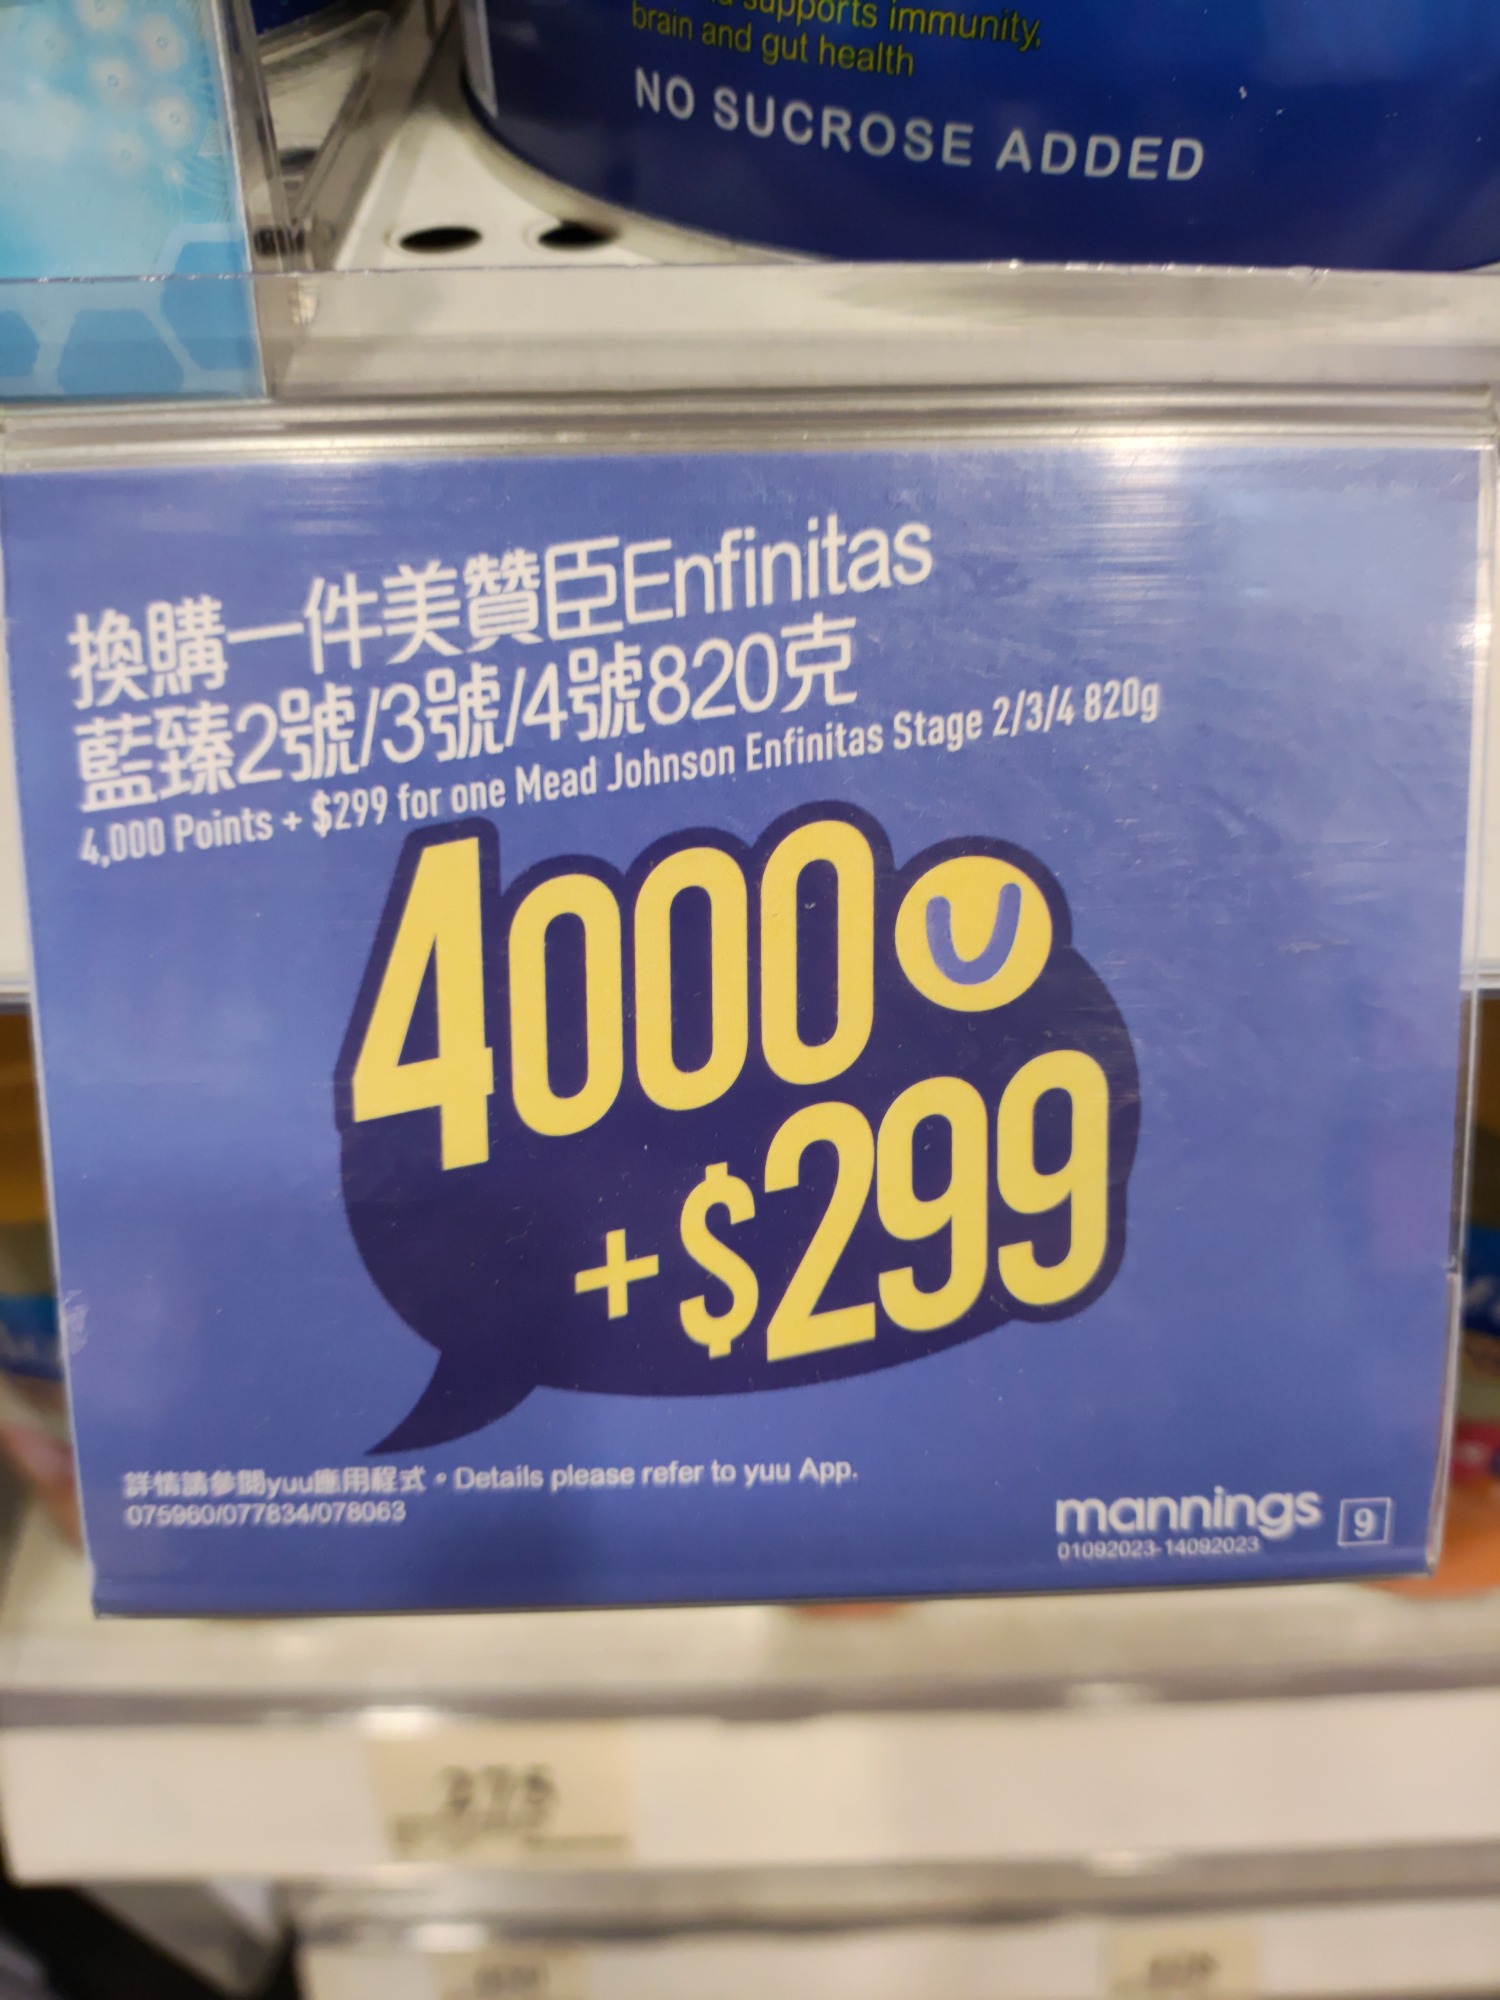 supports immunity,
brain and gut health
NO SUCROSE ADDED
換購一件美贊臣Enfinitas
藍臻2號/3號/4號820克
4,000 Points + $299 for one Mead Johnson Enfinitas Stage 2/3/4 820g
4000 U
+$299
詳情請參閱yuu應用程式。Details please refer to yuu App.
075960/077834/078063
mannings 9
01092023-14092023